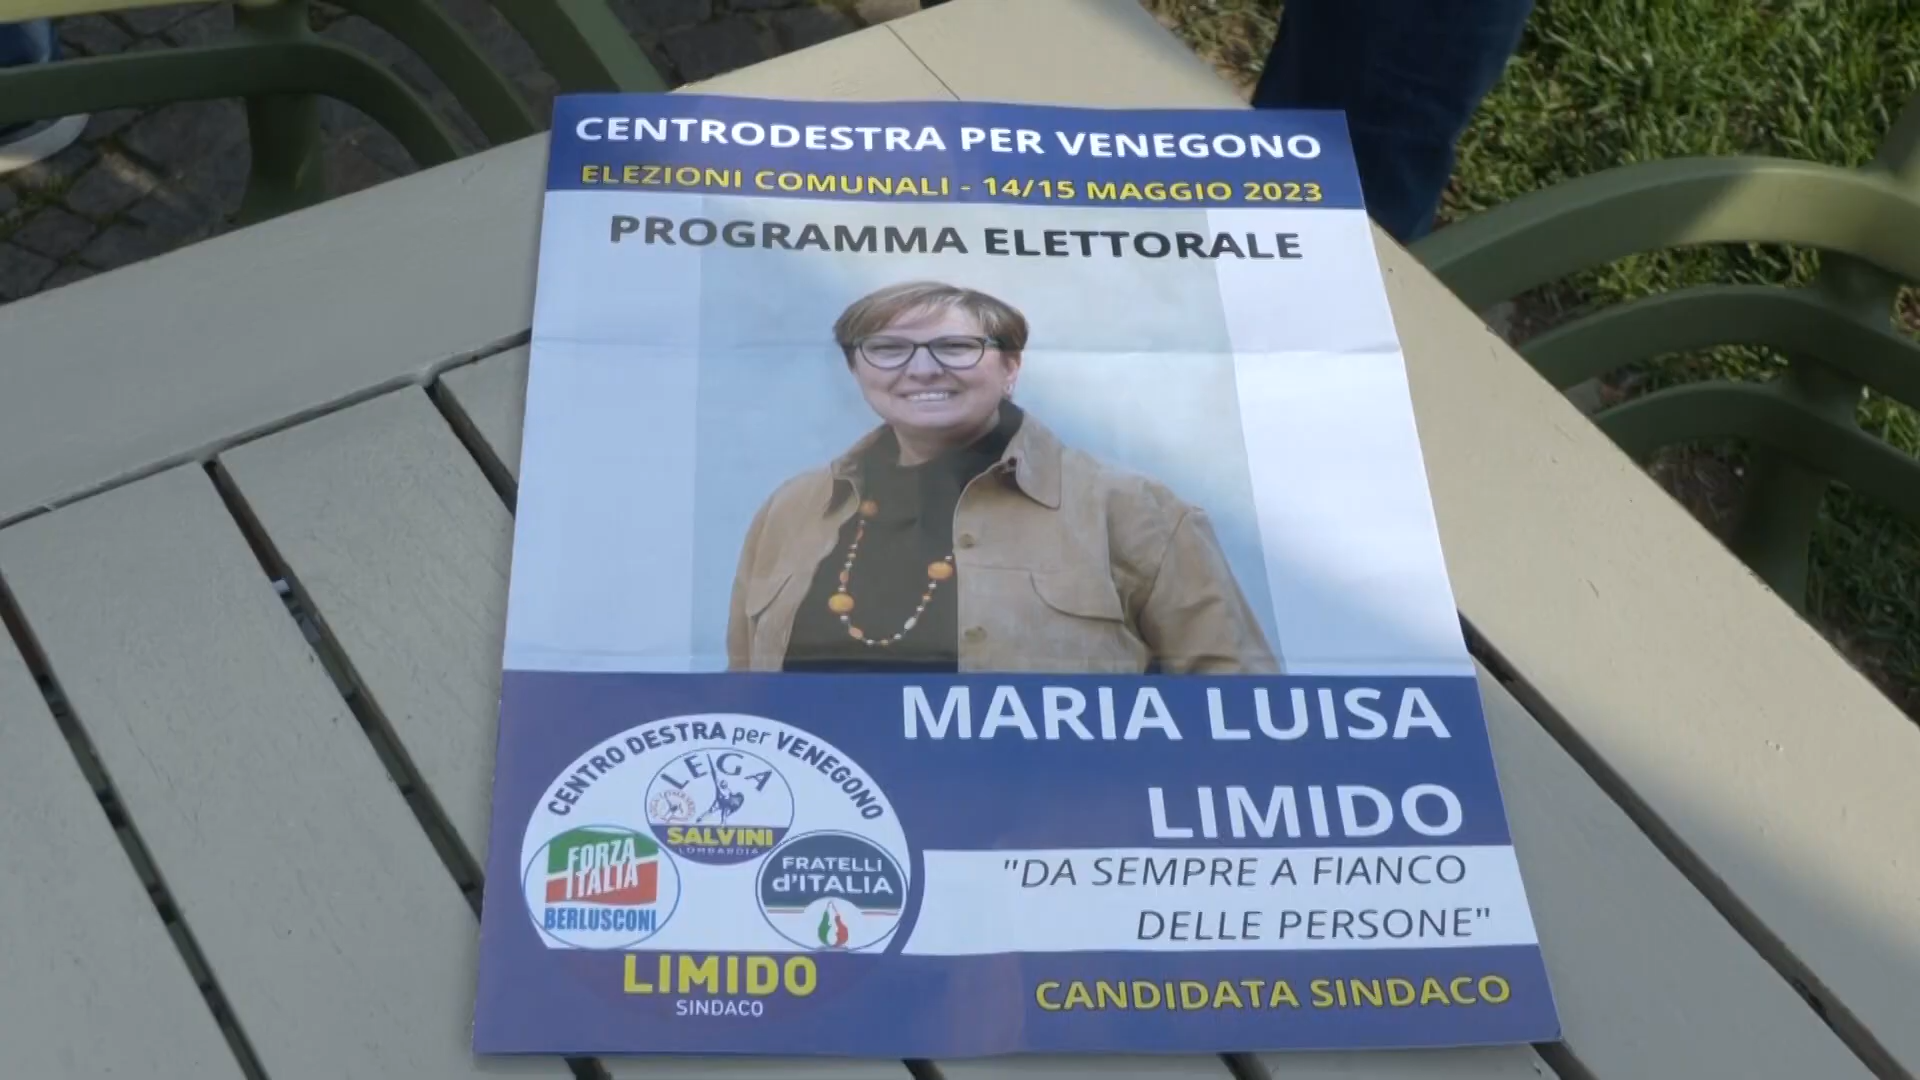 CENTRODESTRA PER VENEGONO
ELEZIONI COMUNALI - 14/15 MAGGIO 2023
PROGRAMMA ELETTORALE
MARIA LUISA
LIMIDO
"DA SEMPRE A FIANCO
DELLE PERSONE"
CANDIDATA SINDACO
CENTRO DESTRA per VENEGONO
LEGA
SALVINI
LOMBARDIA
FORZA
ITALIA
BERLUSCONI
FRATELLI
d'ITALIA
LIMIDO
SINDACO